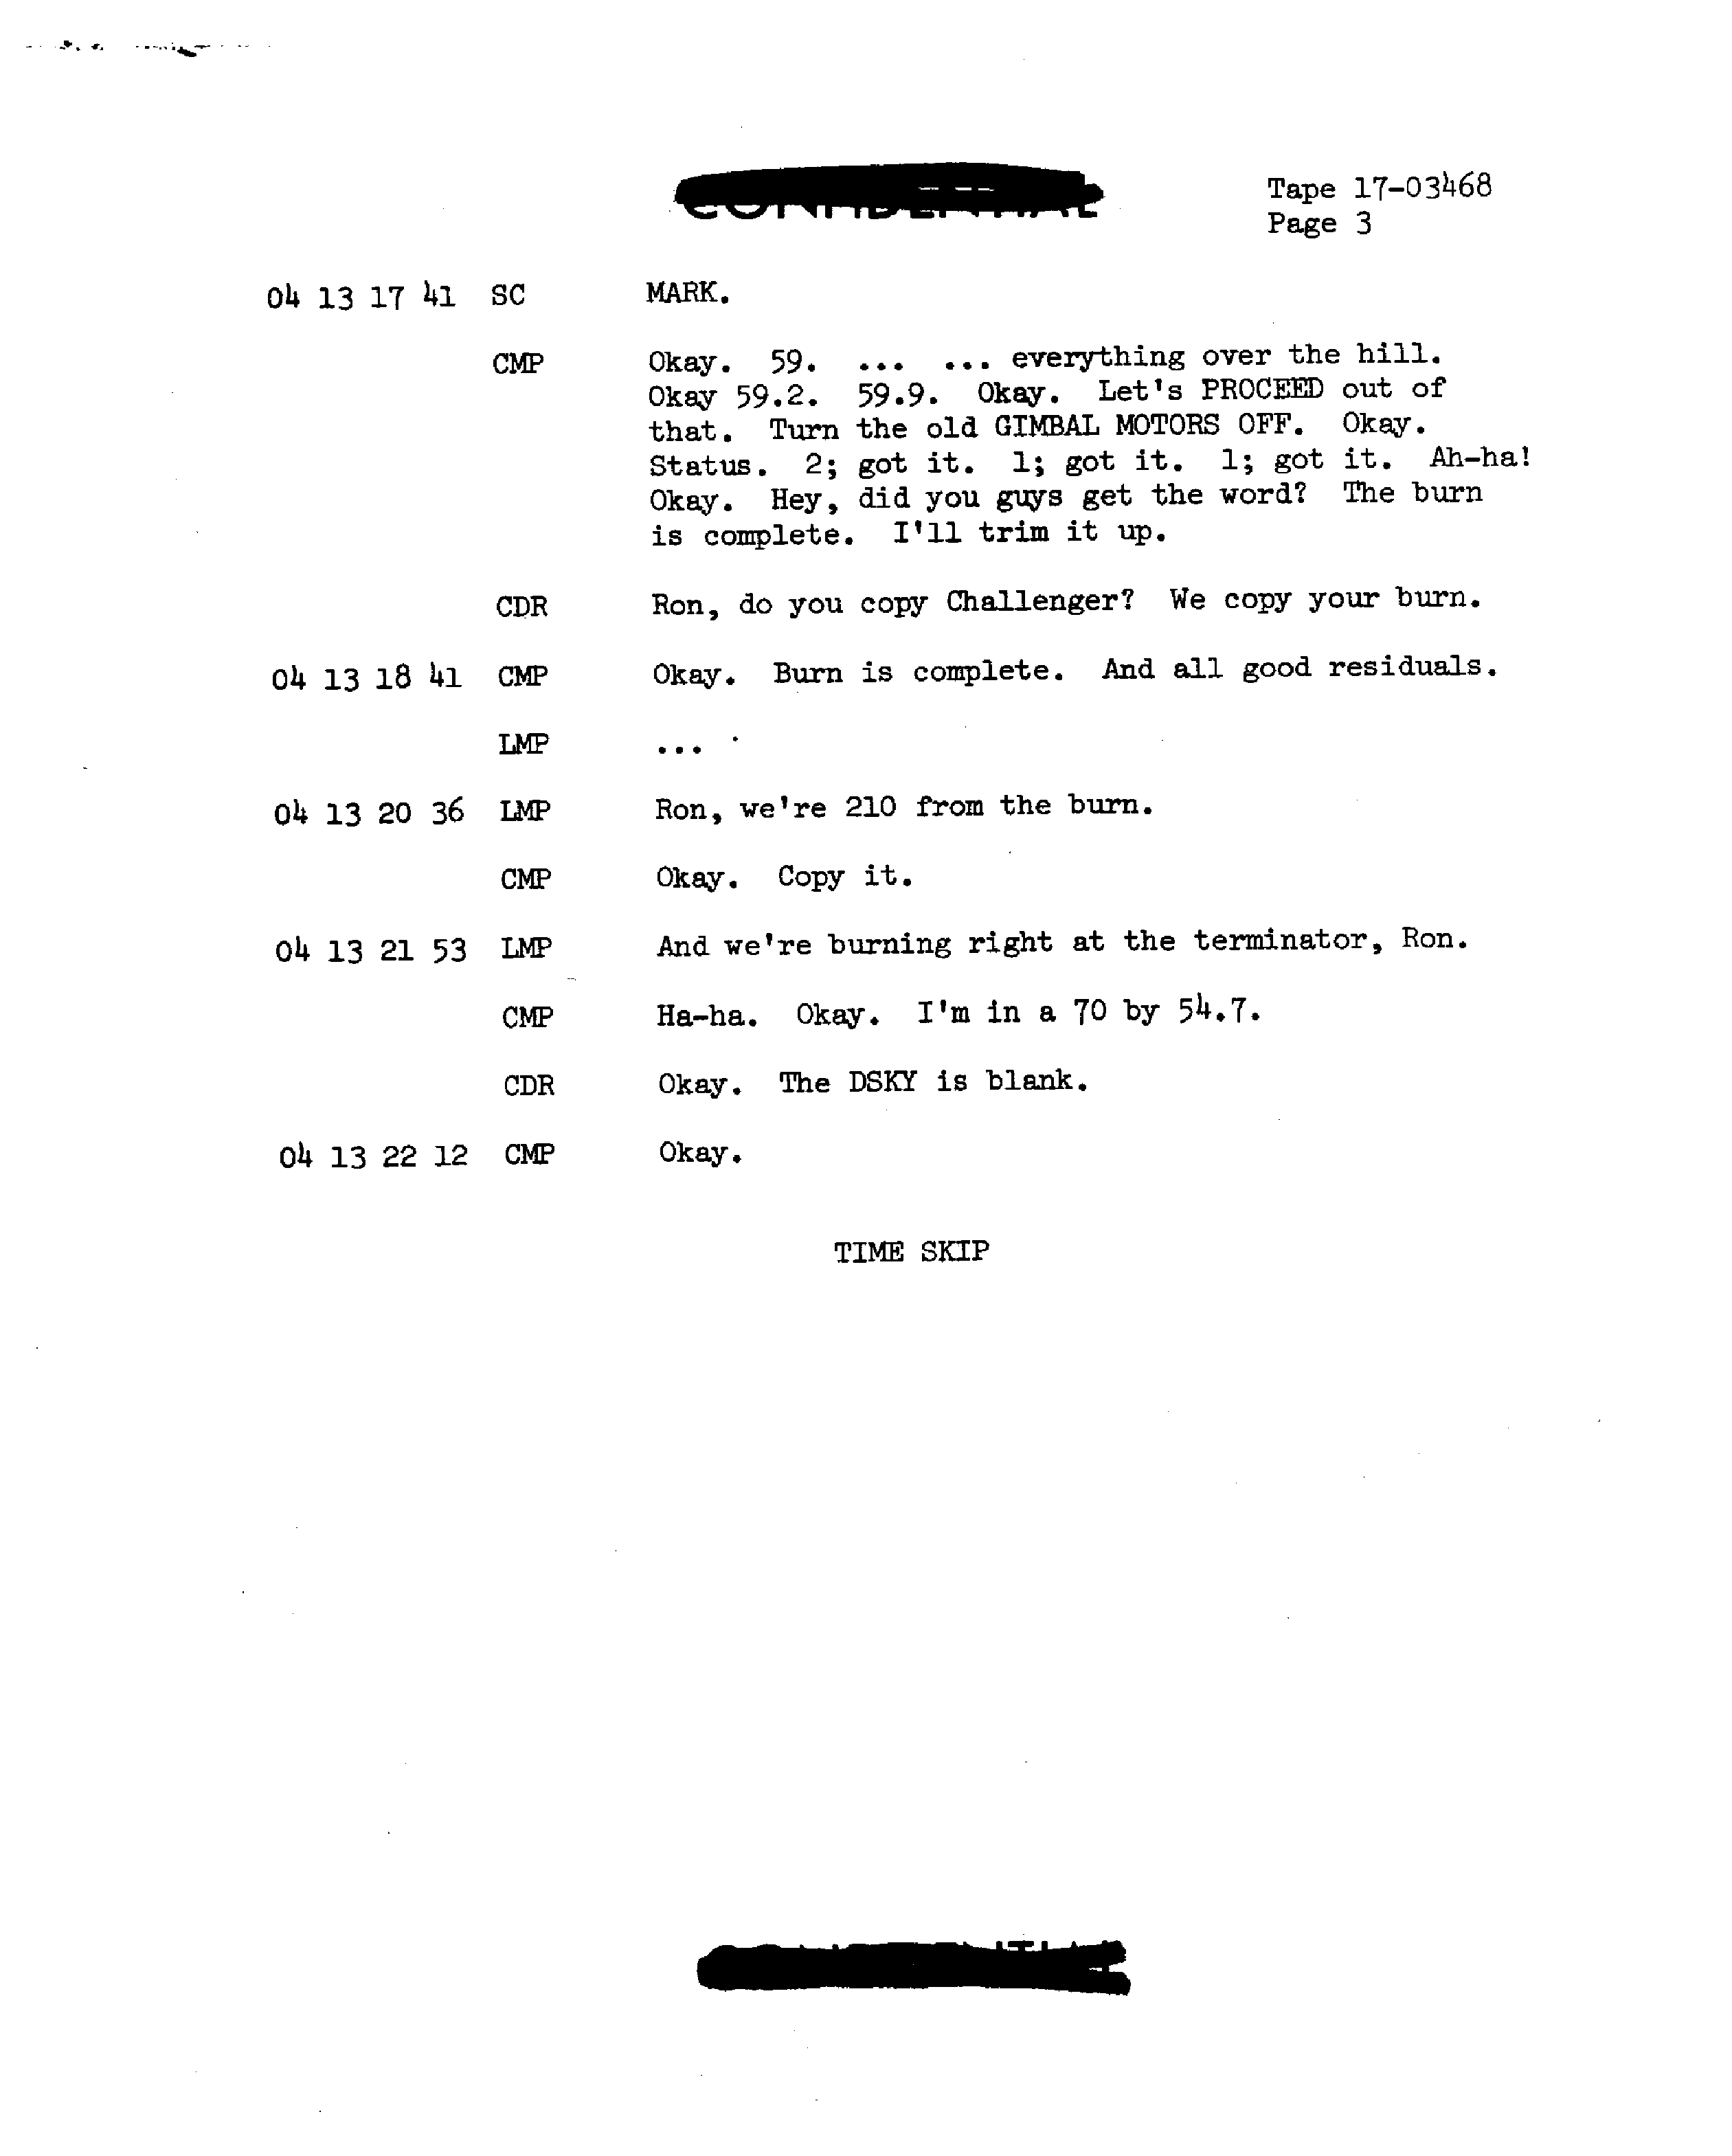 Tape 17-03468
Page 3
04 13 17 41 SC MARK.
CMP Okay. 59. ... ... everything over the hill.
Okay 59.2. 59.9. Okay. Let's PROCEED out of
that. Turn the old GIMBAL MOTORS OFF. Okay.
Status. 2; got it. 1; got it. 1; got it. Ah-ha!
Okay. Hey, did you guys get the word? The burn
is complete. I'll trim it up.
CDR Ron, do you copy Challenger? We copy your burn.
04 13 18 41 CMP Okay. Burn is complete. And all good residuals.
LMP ...
04 13 20 36 LMP Ron, we're 210 from the burn.
CMP Okay. Copy it.
04 13 21 53 LMP And we're burning right at the terminator, Ron.
CMP Ha-ha. Okay. I'm in a 70 by 54.7.
CDR Okay. The DSKY is blank.
04 13 22 12 CMP Okay.
TIME SKIP